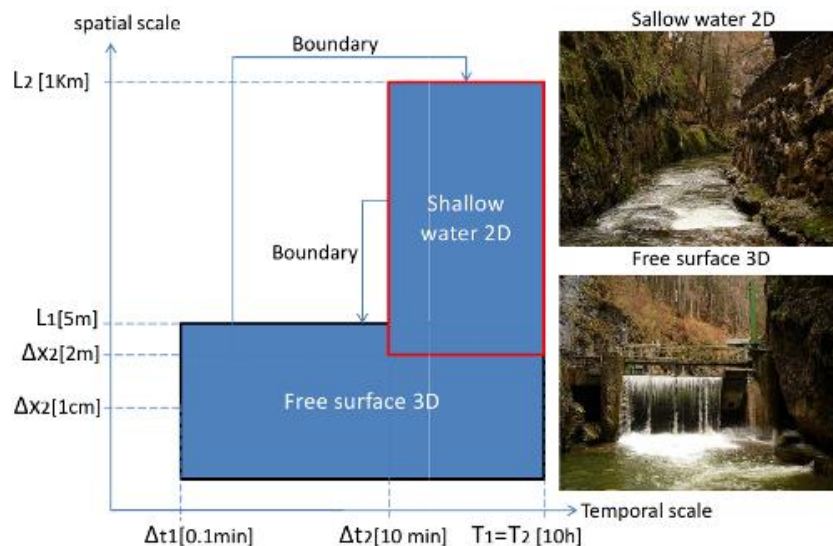 spatial scale
Boundary
L2 [1Km]
Sallow water 2D
Shallow
water 2D
Boundary
Free surface 3D
L1[5m]
Δx2[2m]
Δx2[1cm]
Free surface 3D
Temporal scale
Δt1[0.1min]
Δt2[10 min]
T1=T2 [10h]